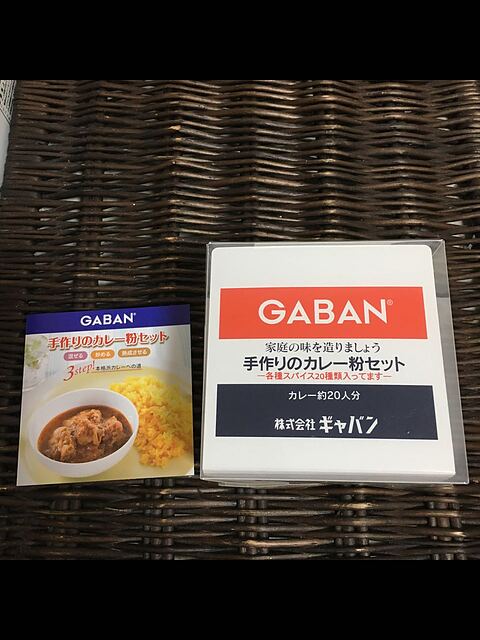 GABAN®
手作りのカレー粉セット
混ぜる 炒める 熟成させる
3step! 本格派カレーへの道
GABAN®
家庭の味を造りましょう
手作りのカレー粉セット
―各種スパイス20種類入ってます―
カレー約20人分
株式会社 ギャバン